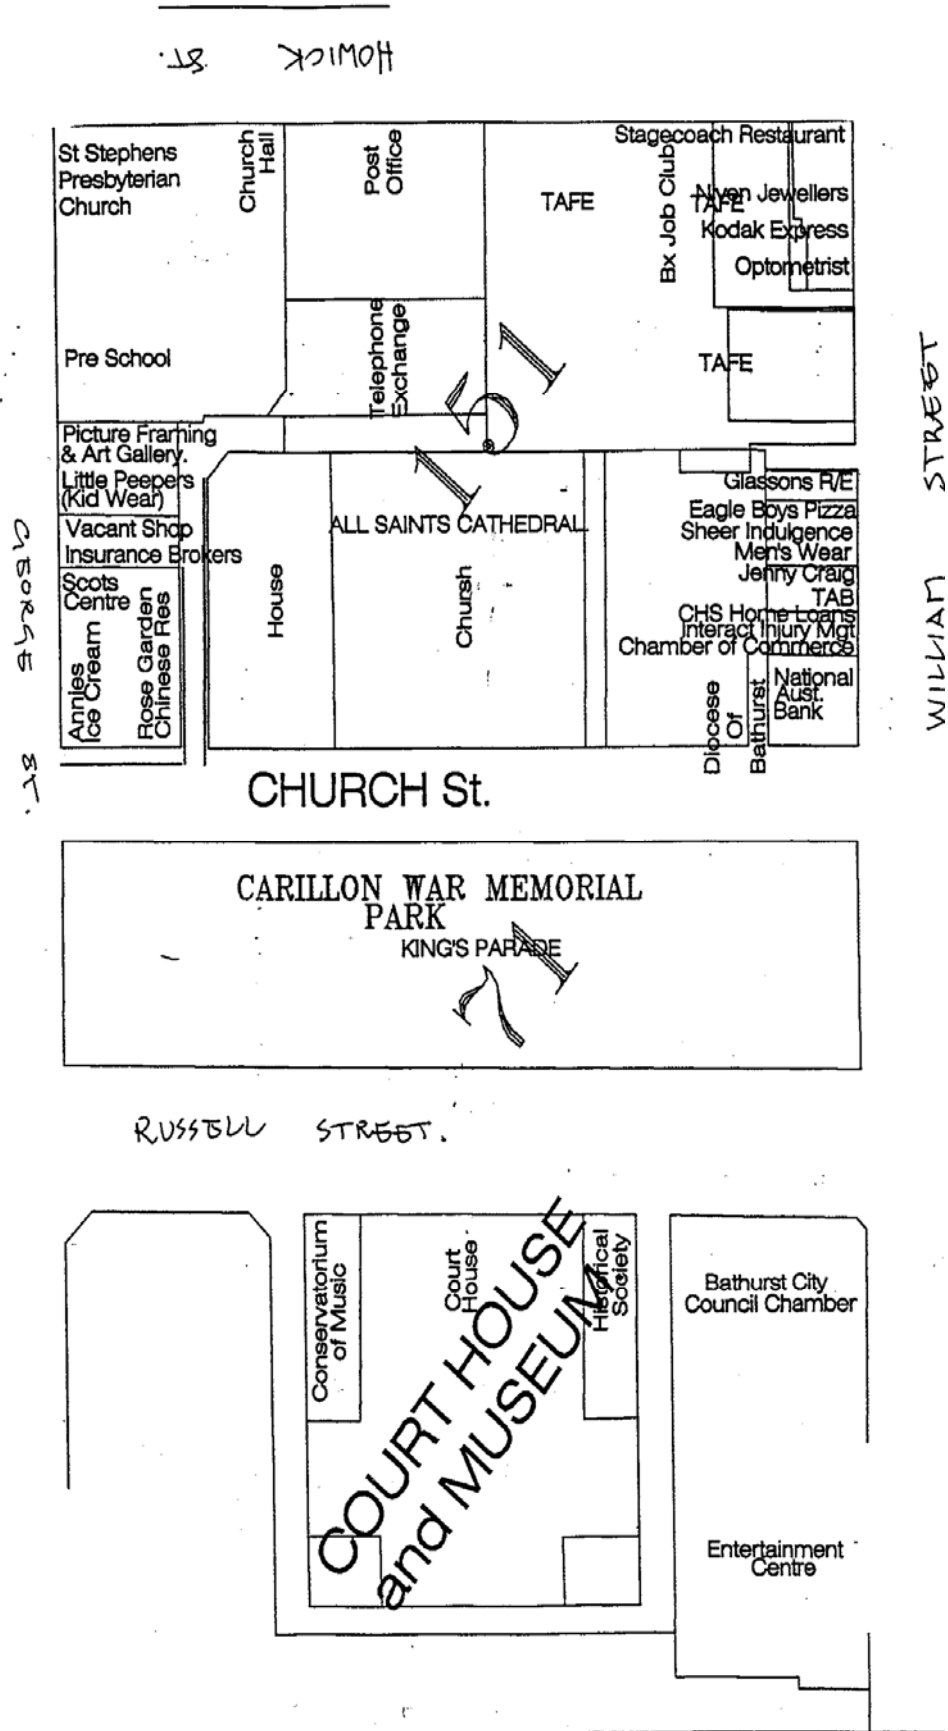 HOWICK ST.
St Stephens
Presbyterian
Church
Church
Hall
Post
Office
TAFE
Bx Job Club
Stagecoach Restaurant
Nyen Jewellers
TAFE
Kodak Express
Optometrist
Pre School
Telephone
Exchange
TAFE
151
Picture Framing
& Art Gallery.
Little Peepers
(Kid Wear)
Vacant Shop
Insurance Brokers
Scots
Centre
Annies
Ice Cream
Rose Garden
Chinese Res
House
ALL SAINTS CATHEDRAL
Chursh
Glassons R/E
Eagle Boys Pizza
Sheer Indulgence
Men's Wear
Jenny Craig
TAB
CHS Home Loans
Interact Injury Mgt
Chamber of Commerce
Diocese
Of
Bathurst
National
Aust.
Bank
GEORGE ST.
WILLIAM STREET
CHURCH St.
CARILLON WAR MEMORIAL
PARK
KING'S PARADE
71
RUSSELL STREET.
Conservatorium
of Music
Court
House
Historical
Society
COURT HOUSE
and MUSEUM
Bathurst City
Council Chamber
Entertainment
Centre